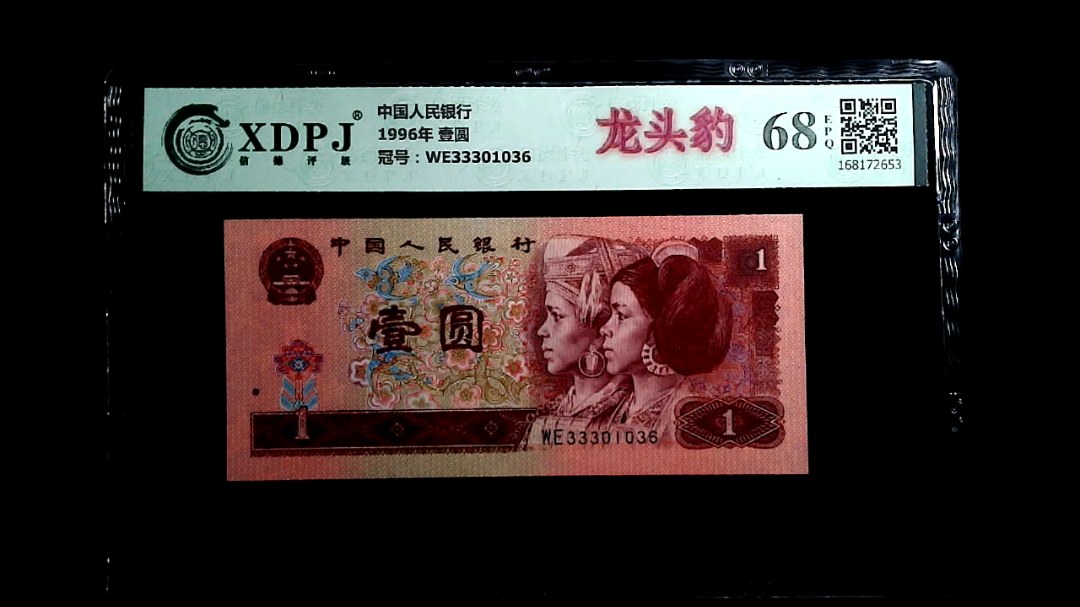 XDPJ®
信德评级
中国人民银行
1996年 壹圆
冠号：WE33301036
龙头豹
68
EPQ
168172653
中国人民银行
1
壹圆
1
WE33301036
1